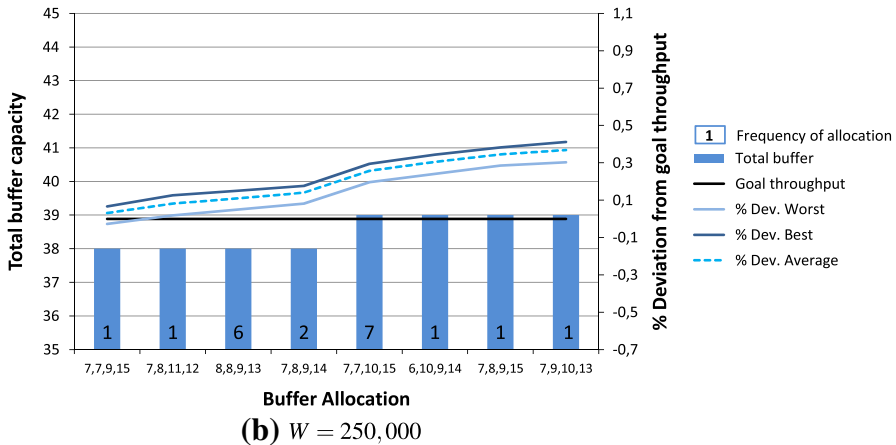 45
44
43
42
41
40
39
38
37
36
35
Total buffer capacity
1,1
0,9
0,7
0,5
0,3
0,1
-0,1
-0,3
-0,5
-0,7
% Deviation from goal throughput
1 1 6 2 7 1 1 1
7,7,9,15 7,8,11,12 8,8,9,13 7,8,9,14 7,7,10,15 6,10,9,14 7,8,9,15 7,9,10,13
Buffer Allocation
1 Frequency of allocation
Total buffer
Goal throughput
% Dev. Worst
% Dev. Best
% Dev. Average
(b) W = 250,000